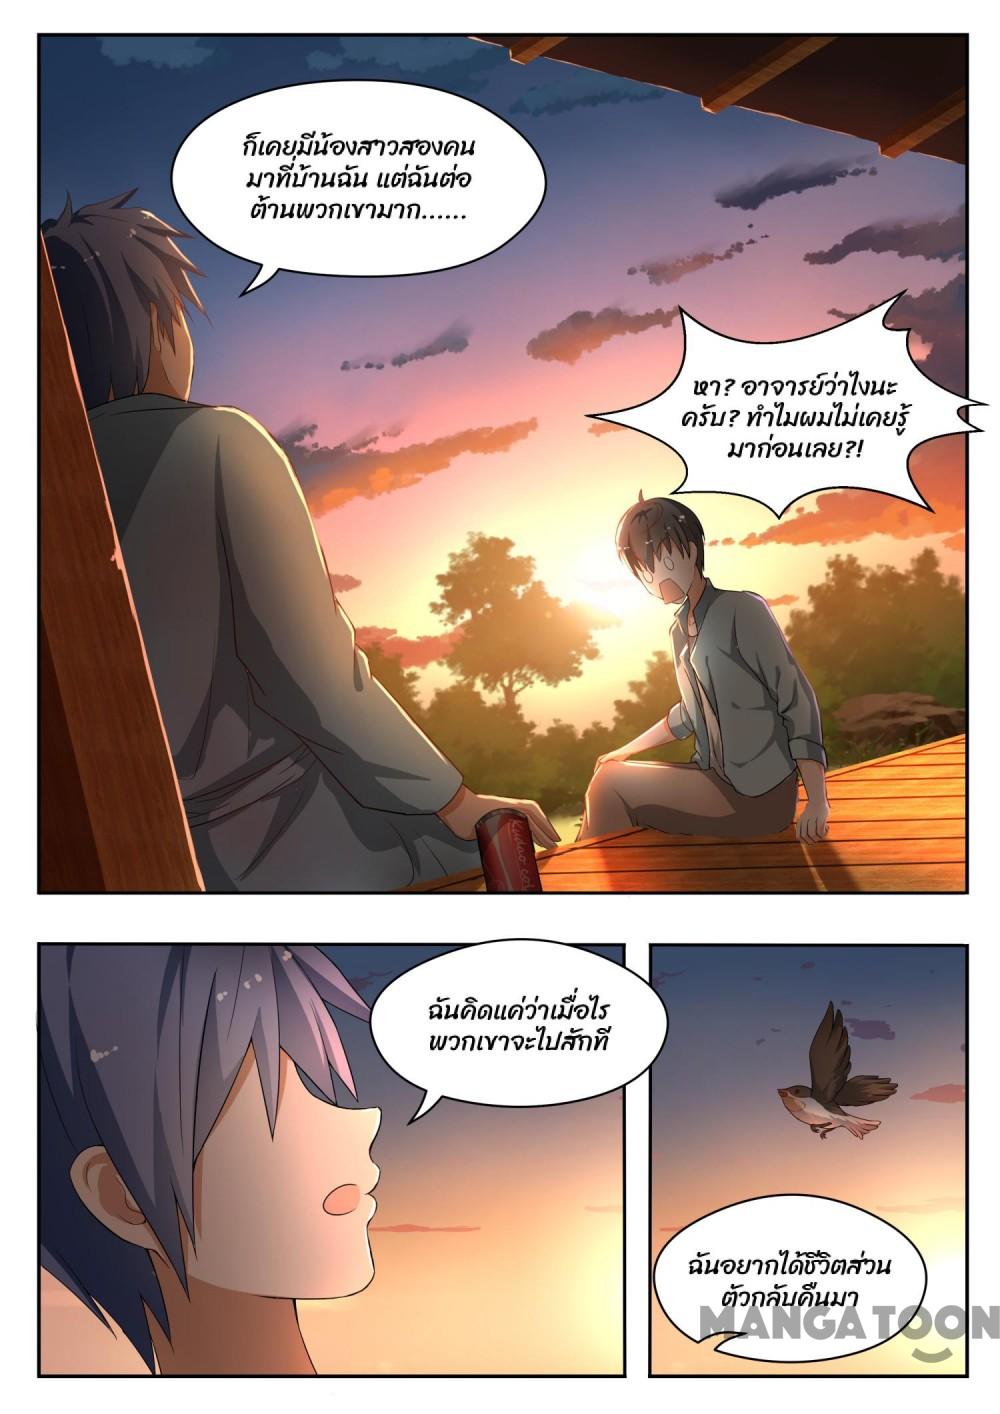 ก็เคยมีน้องสาวสองคน
มาที่บ้านฉัน แต่ฉันต่อ
ต้านพวกเขามาก......
หา? อาจารย์ว่าไงนะ
ครับ? ทำไมผมไม่เคยรู้
มาก่อนเลย?!
Kudao.col
ฉันคิดแค่ว่าเมื่อไร
พวกเขาจะไปสักที
ฉันอยากได้ชีวิตส่วน
ตัวกลับคืนมา
MANGATOON